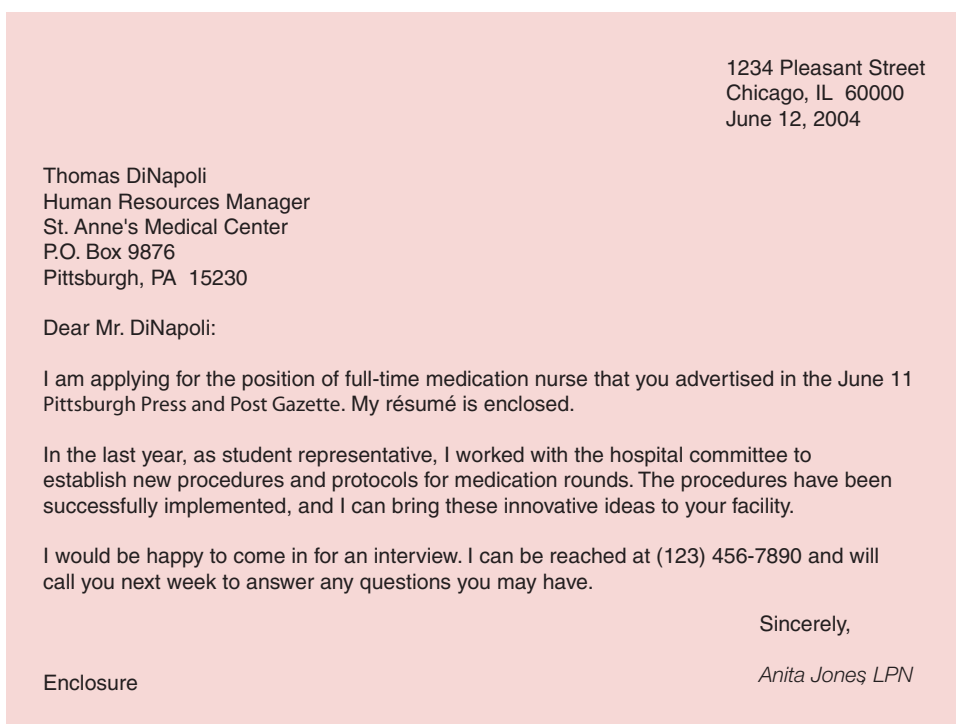 1234 Pleasant Street
Chicago, IL  60000
June 12, 2004
Thomas DiNapoli
Human Resources Manager
St. Anne's Medical Center
P.O. Box 9876
Pittsburgh, PA  15230
Dear Mr. DiNapoli:
I am applying for the position of full-time medication nurse that you advertised in the June 11
Pittsburgh Press and Post Gazette. My résumé is enclosed.
In the last year, as student representative, I worked with the hospital committee to
establish new procedures and protocols for medication rounds. The procedures have been
successfully implemented, and I can bring these innovative ideas to your facility.
I would be happy to come in for an interview. I can be reached at (123) 456-7890 and will
call you next week to answer any questions you may have.
Sincerely,
Anita Jones, LPN
Enclosure